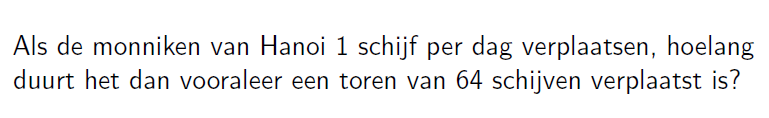 Als de monniken van Hanoi 1 schijf per dag verplaatsen, hoelang
duurt het dan vooraleer een toren van 64 schijven verplaatst is?